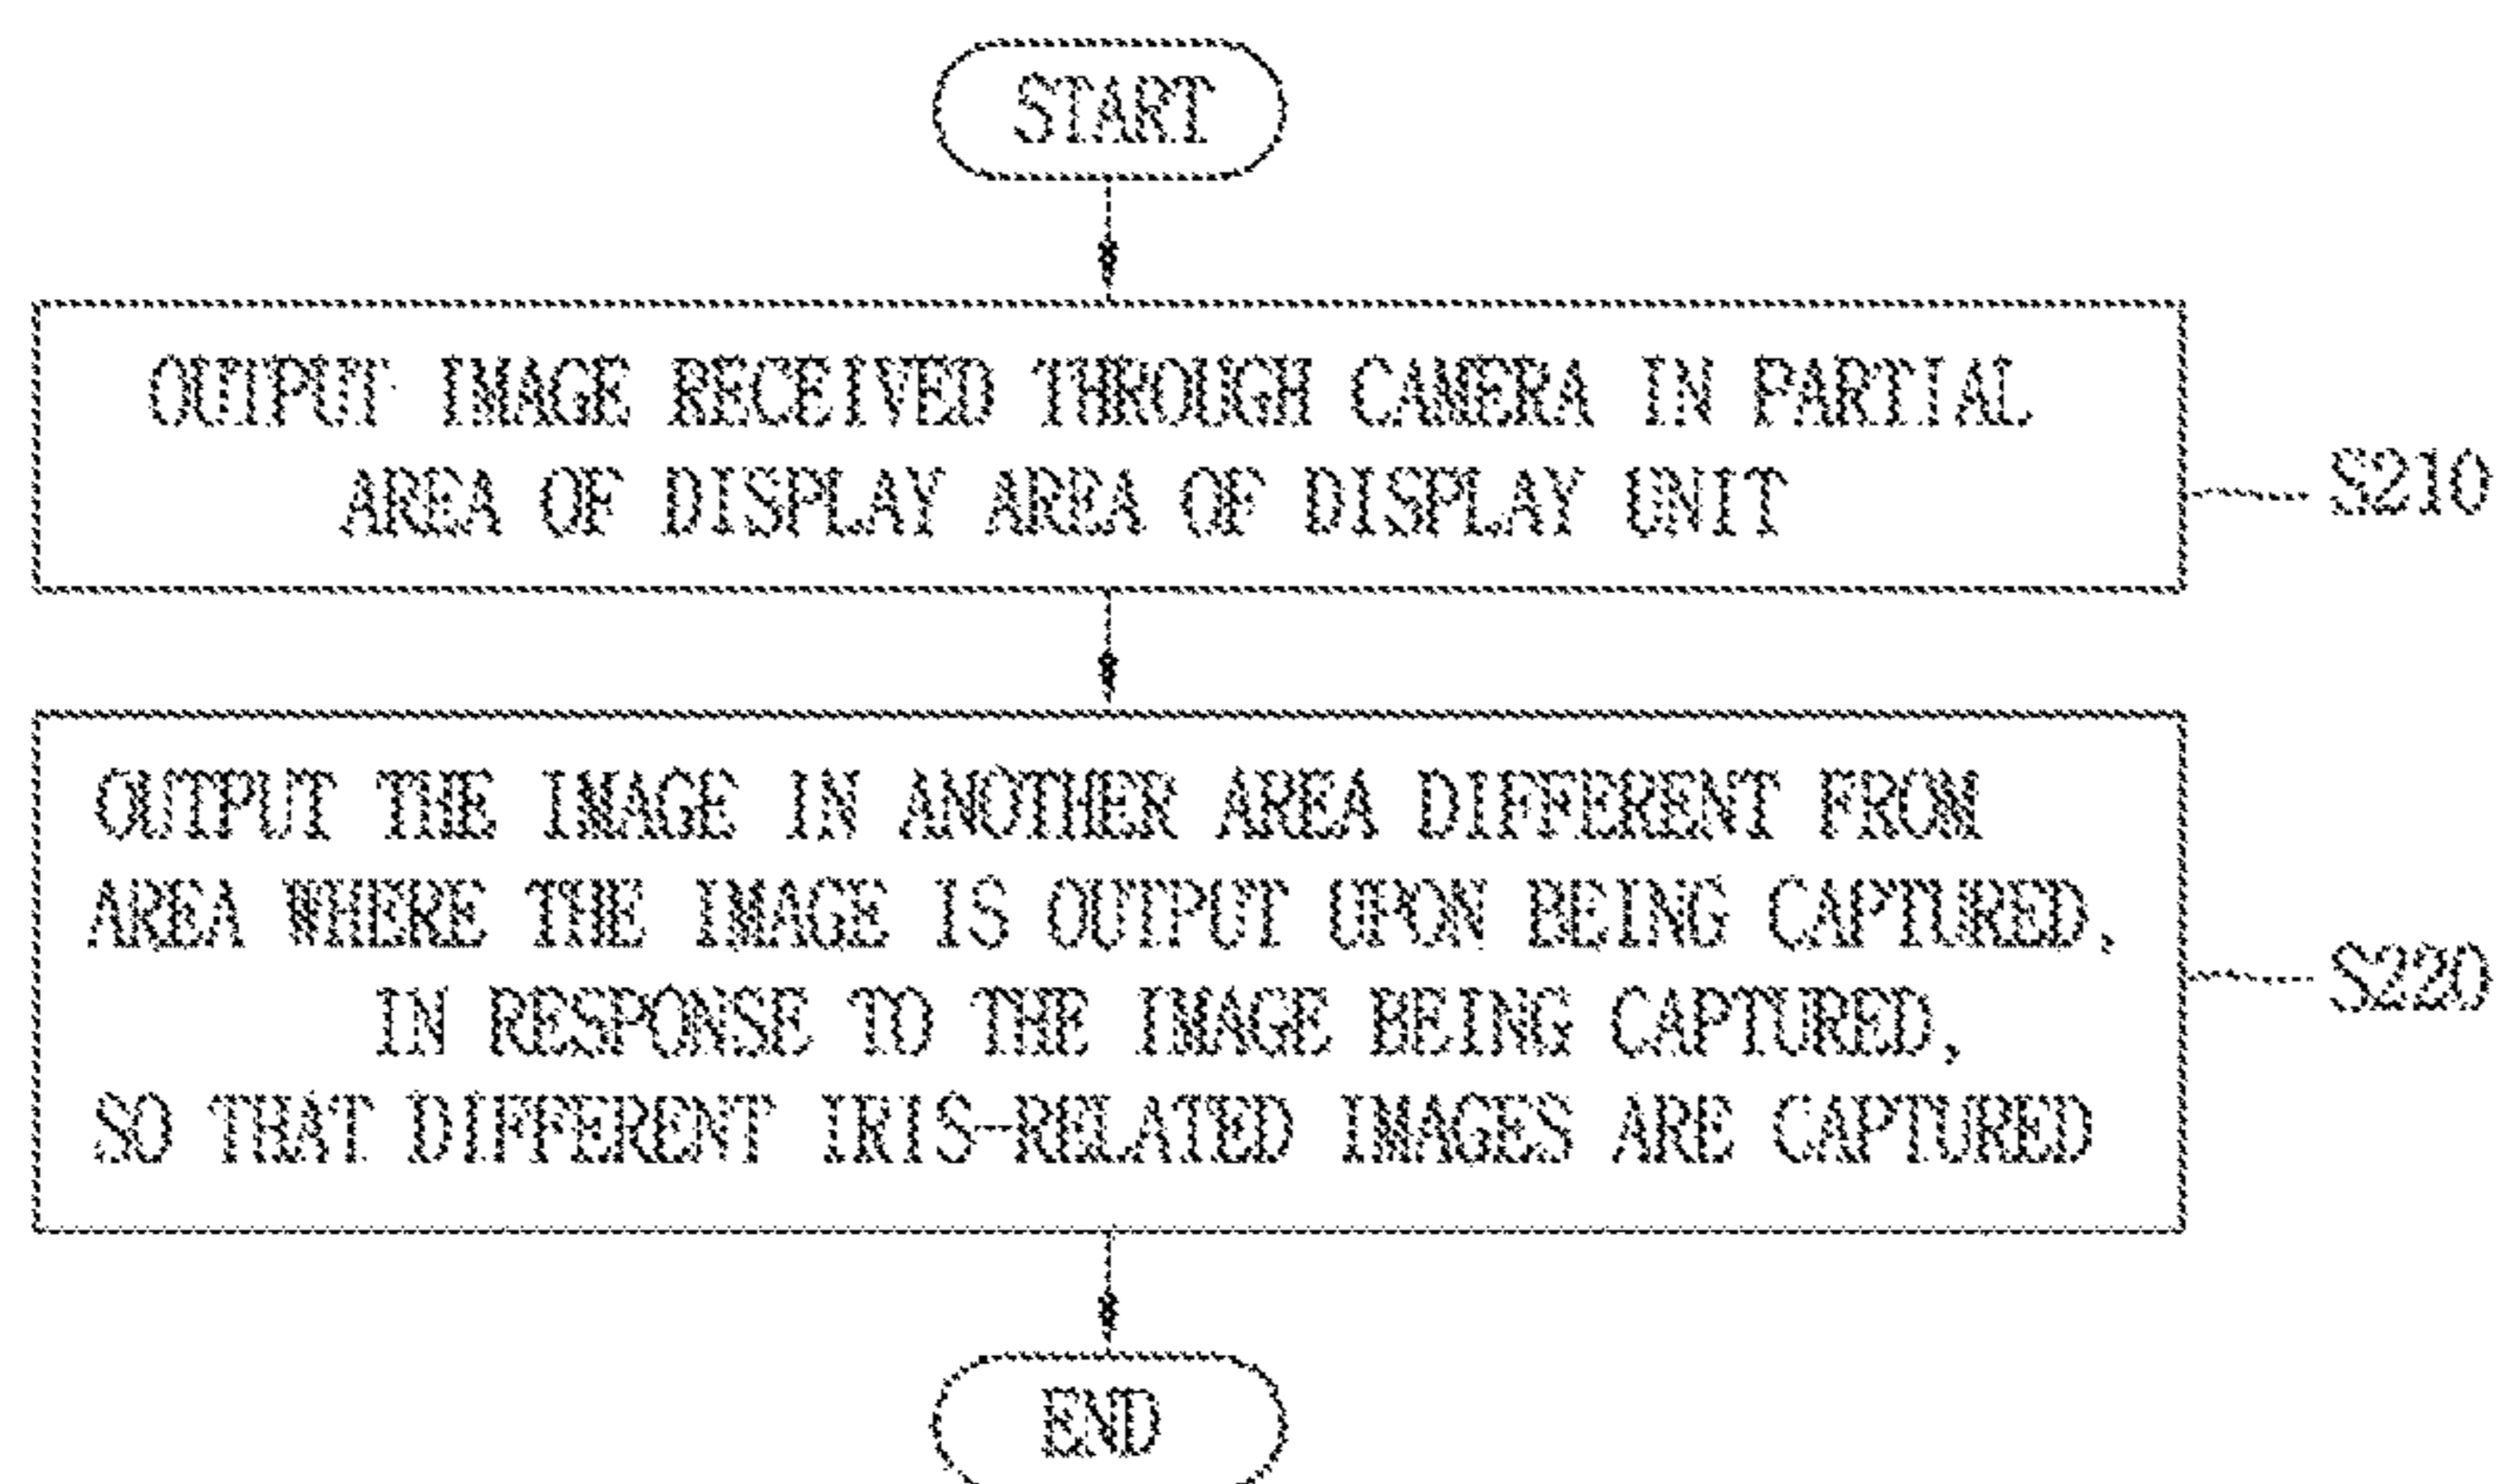 START
OUTPUT IMAGE RECEIVED THROUGH CAMERA IN PARTIAL
AREA OF DISPLAY AREA OF DISPLAY UNIT
S210
OUTPUT THE IMAGE IN ANOTHER AREA DIFFERENT FROM
AREA WHERE THE IMAGE IS OUTPUT UPON BEING CAPTURED,
IN RESPONSE TO THE IMAGE BEING CAPTURED,
SO THAT DIFFERENT IRIS-RELATED IMAGES ARE CAPTURED
S220
END